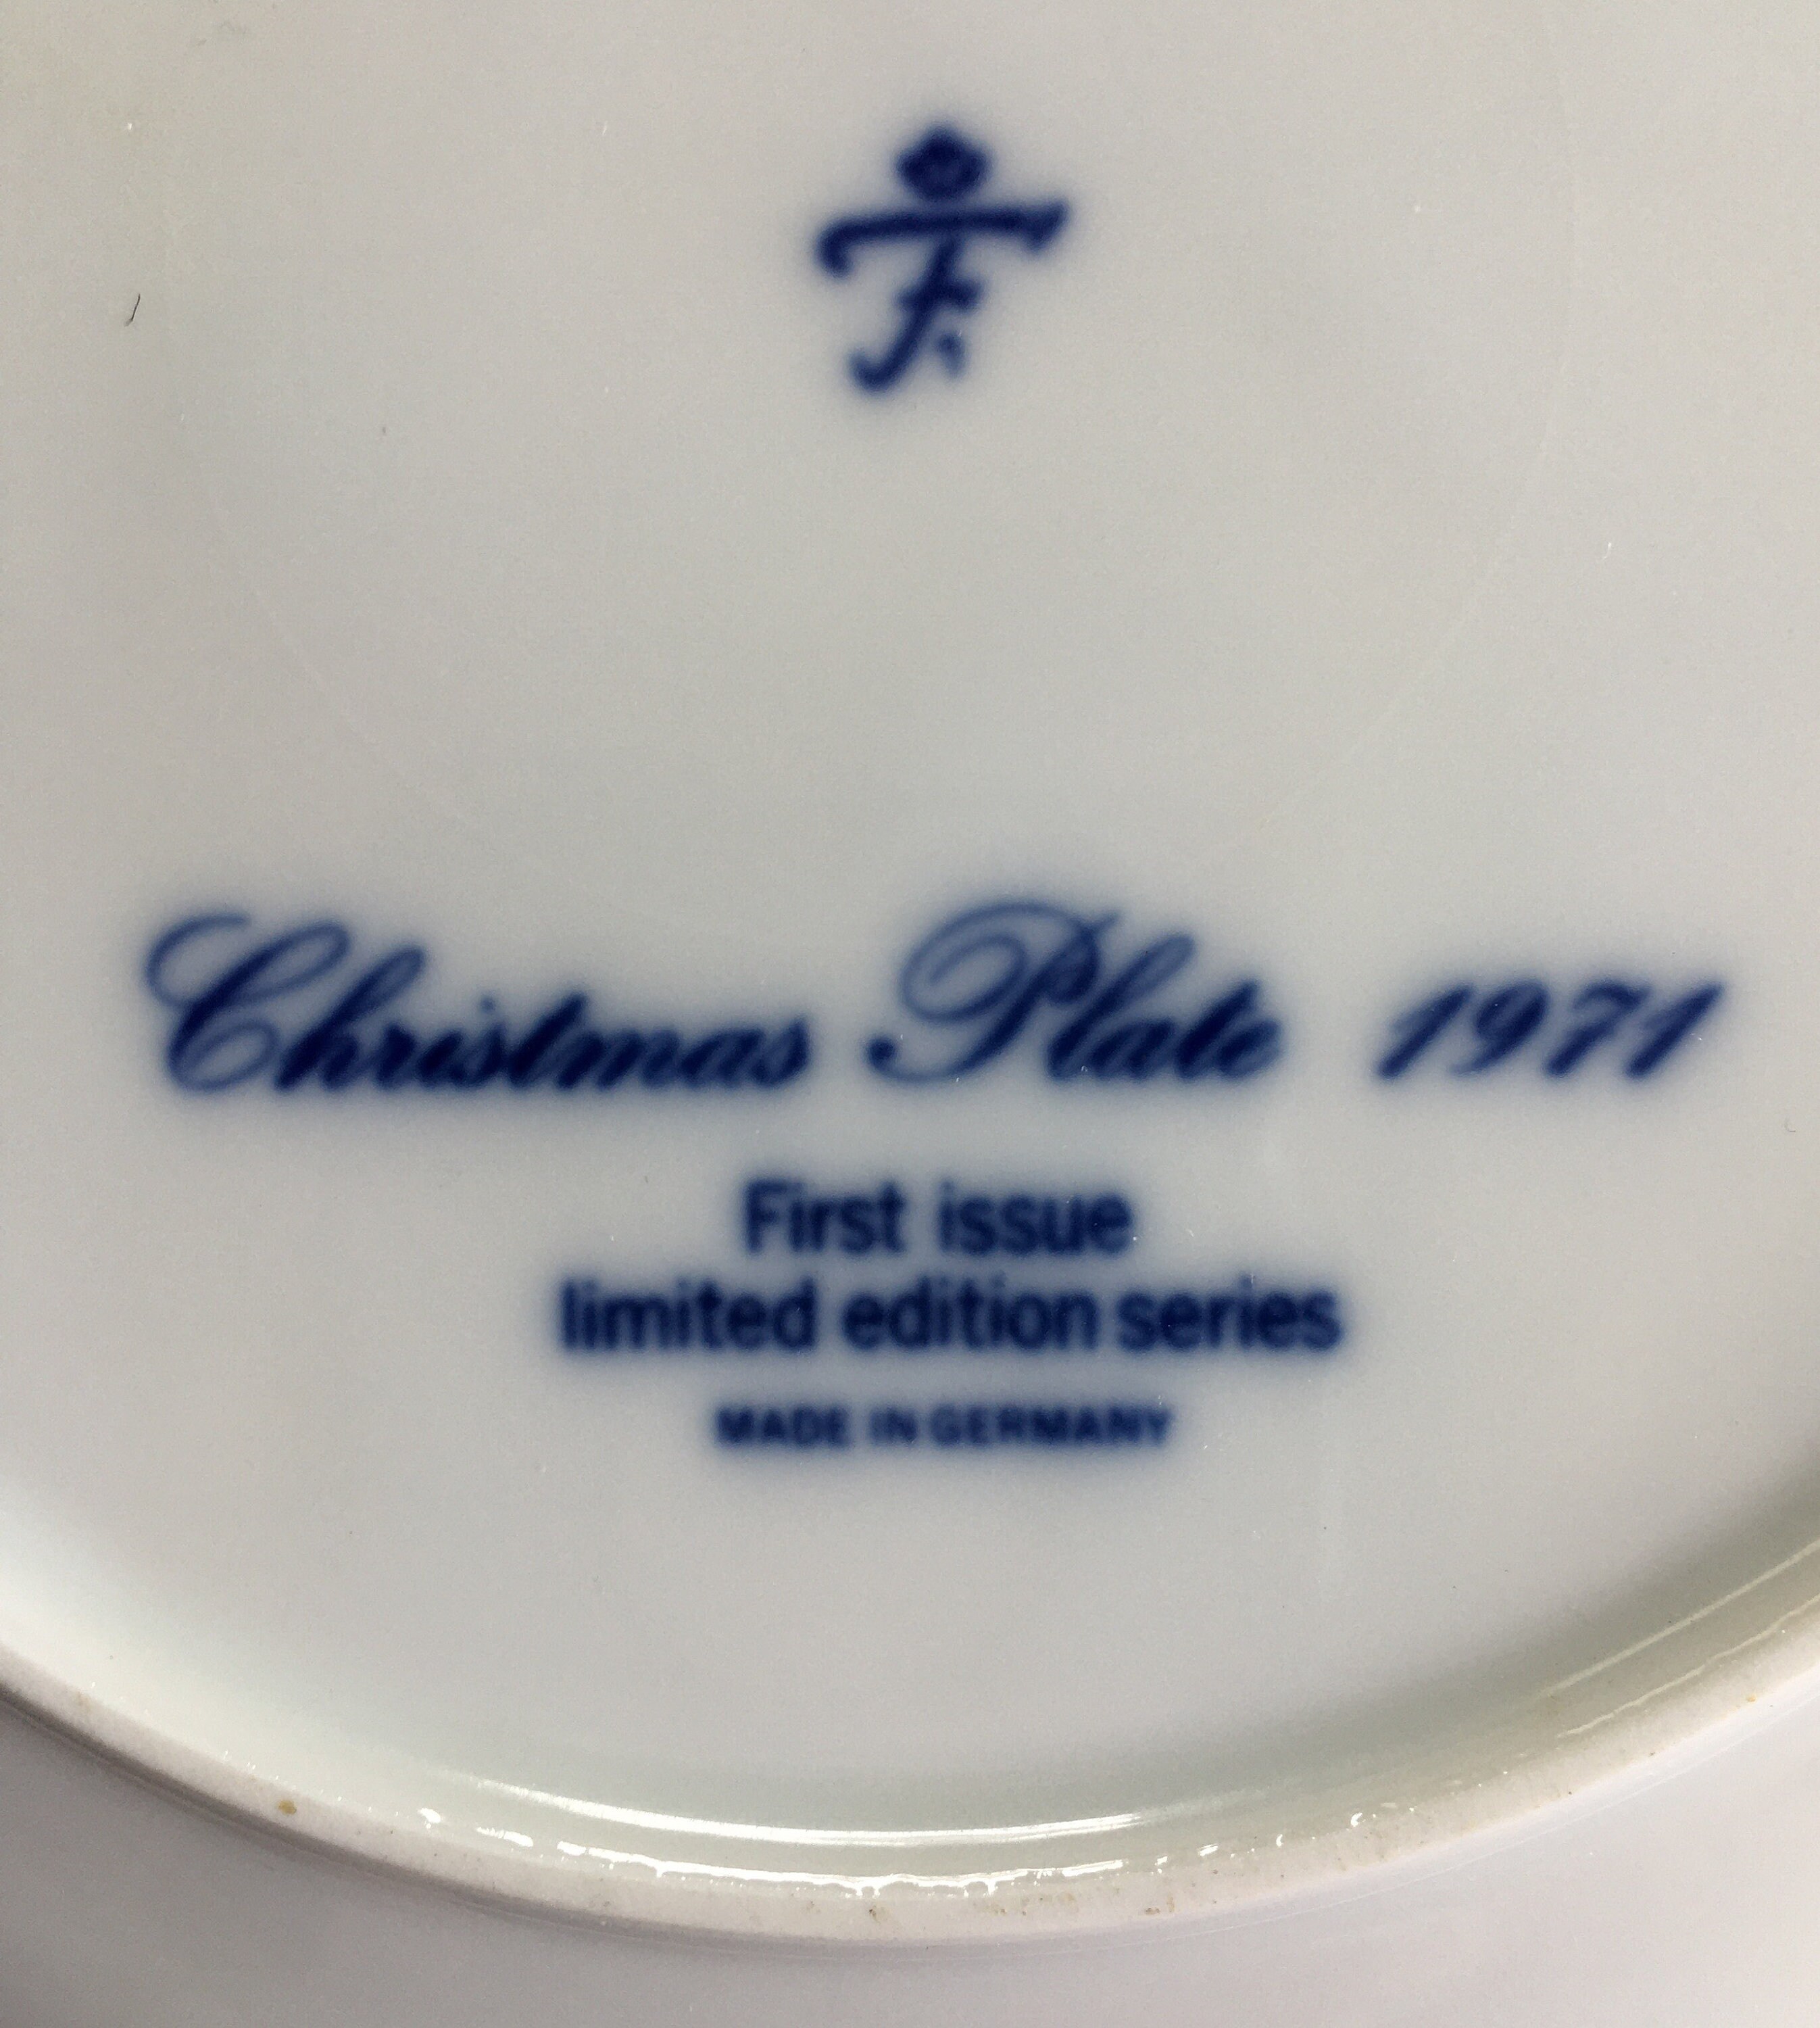 F
Christmas Plate 1971
First issue
limited edition series
MADE IN GERMANY